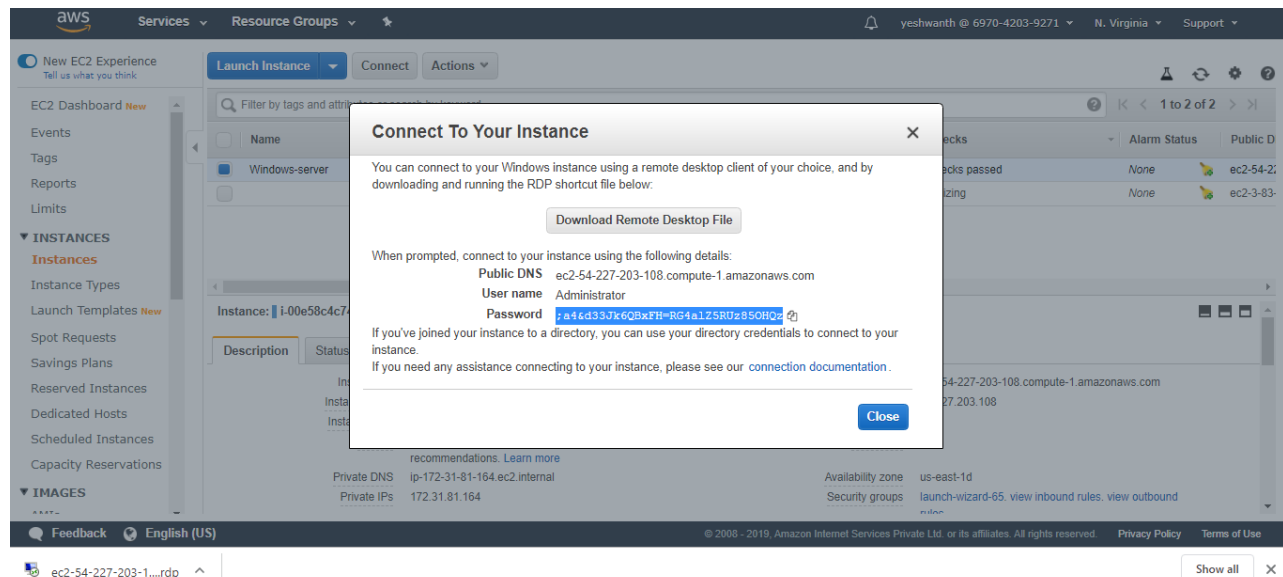 aws Services Resource Groups yeshwanth @ 6970-4203-9271 N. Virginia Support
New EC2 Experience
Tell us what you think
Launch Instance Connect Actions
EC2 Dashboard New
Events
Tags
Reports
Limits
INSTANCES
Instances
Instance Types
Launch Templates New
Spot Requests
Savings Plans
Reserved Instances
Dedicated Hosts
Scheduled Instances
Capacity Reservations
IMAGES
Filter by tags and
1 to 2 of 2
Name
Alarm Status Public D
Windows-server
ecks passed None ec2-54-22
None ec2-3-83-
Connect To Your Instance
You can connect to your Windows instance using a remote desktop client of your choice, and by
downloading and running the RDP shortcut file below:
Download Remote Desktop File
When prompted, connect to your instance using the following details:
Public DNS ec2-54-227-203-108.compute-1.amazonaws.com
User name Administrator
Password
If you've joined your instance to a directory, you can use your directory credentials to connect to your
instance.
If you need any assistance connecting to your instance, please see our connection documentation.
Close
Instance: i-00e58c4c74
Description Status
54-227-203-108.compute-1.amazonaws.com
27.203.108
recommendations. Learn more
Private DNS ip-172-31-81-164.ec2.internal Availability zone us-east-1d
Private IPs 172.31.81.164 Security groups launch-wizard-65. view inbound rules. view outbound
Feedback English (US) © 2008 - 2019, Amazon Internet Services Private Ltd. or its affiliates. All rights reserved. Privacy Policy Terms of Use
ec2-54-227-203-1....rdp Show all